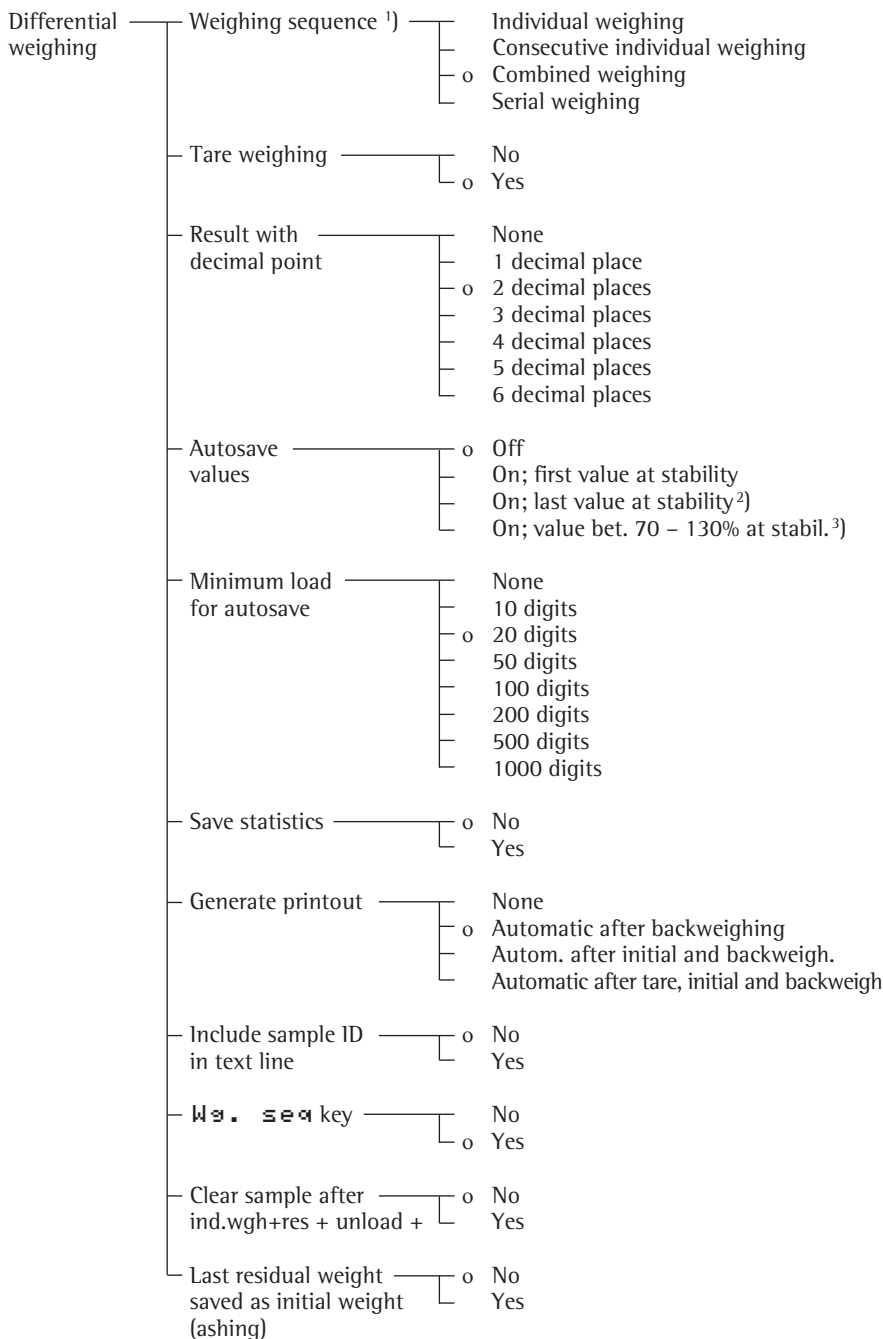 Differential weighing
Weighing sequence ¹)
Individual weighing
Consecutive individual weighing
o Combined weighing
Serial weighing
Tare weighing
No
o Yes
Result with decimal point
None
1 decimal place
o 2 decimal places
3 decimal places
4 decimal places
5 decimal places
6 decimal places
Autosave values
o Off
On; first value at stability
On; last value at stability ²)
On; value bet. 70 – 130% at stabil. ³)
Minimum load for autosave
None
10 digits
o 20 digits
50 digits
100 digits
200 digits
500 digits
1000 digits
Save statistics
o No
Yes
Generate printout
None
o Automatic after backweighing
Autom. after initial and backweigh.
Automatic after tare, initial and backweigh
Include sample ID in text line
o No
Yes
Wg. seq key
No
o Yes
Clear sample after ind.wgh+res + unload +
o No
Yes
Last residual weight saved as initial weight (ashing)
o No
Yes